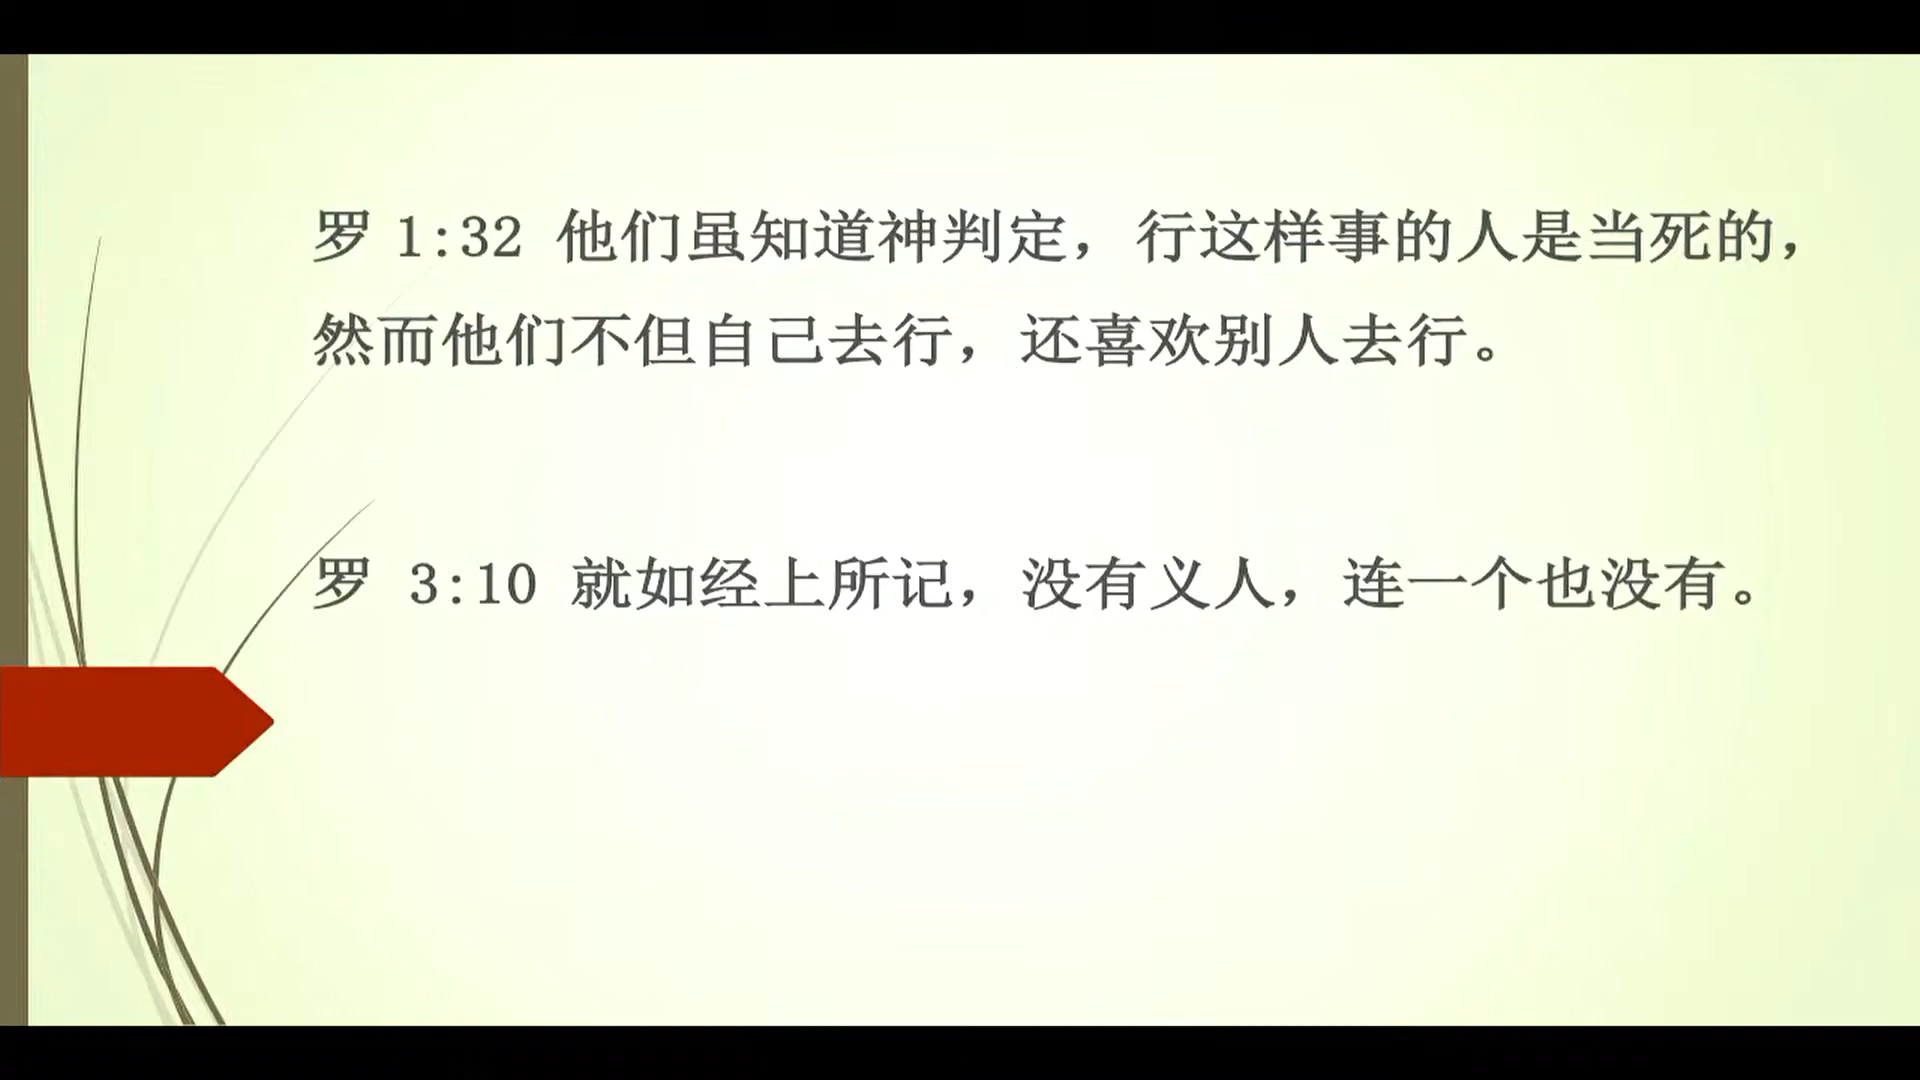 罗 1:32 他们虽知道神判定，行这样事的人是当死的，
然而他们不但自己去行，还喜欢别人去行。
罗 3:10 就如经上所记，没有义人，连一个也没有。